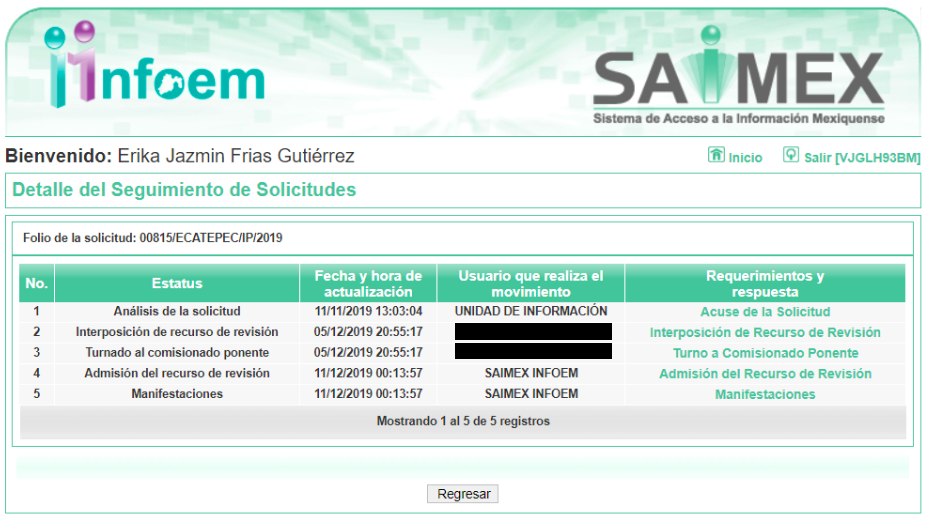 infoem
SAIMEX
Sistema de Acceso a la Información Mexiquense
Bienvenido: Erika Jazmin Frias Gutiérrez
Inicio
Salir [VJGLH93BM]
Detalle del Seguimiento de Solicitudes
Folio de la solicitud: 00815/ECATEPEC/IP/2019
No. Estatus Fecha y hora de actualización Usuario que realiza el movimiento Requerimientos y respuesta
1 Análisis de la solicitud 11/11/2019 13:03:04 UNIDAD DE INFORMACIÓN Acuse de la Solicitud
2 Interposición de recurso de revisión 05/12/2019 20:55:17 Interposición de Recurso de Revisión
3 Turnado al comisionado ponente 05/12/2019 20:55:17 Turno a Comisionado Ponente
4 Admisión del recurso de revisión 11/12/2019 00:13:57 SAIMEX INFOEM Admisión del Recurso de Revisión
5 Manifestaciones 11/12/2019 00:13:57 SAIMEX INFOEM Manifestaciones
Mostrando 1 al 5 de 5 registros
Regresar